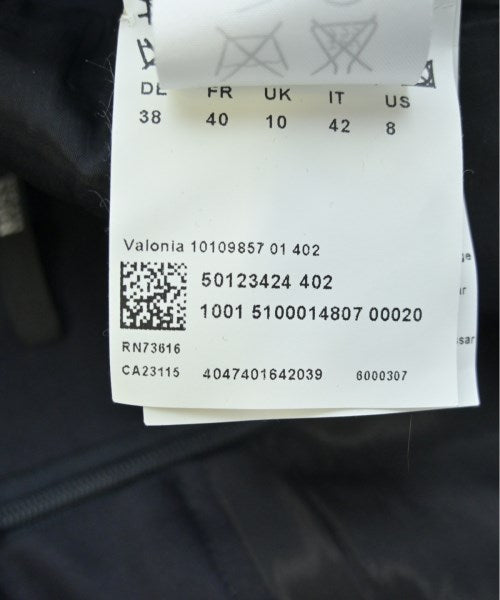 DE FR UK IT US
38 40 10 42 8
Valonia 10109857 01 402
50123424 402
1001 5100014807 00020
RN73616
CA23115 4047401642039 6000307